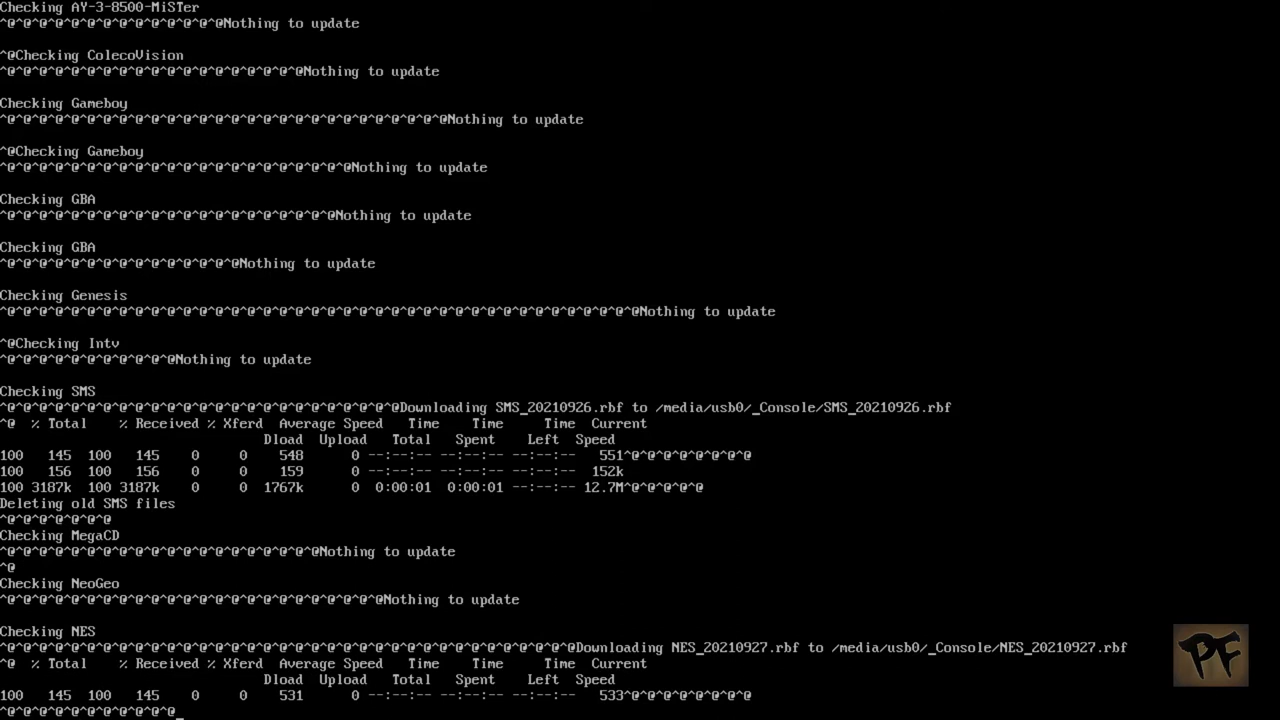 Checking AY-3-8500-MiSTer
^@^@^@^@^@^@^@^@^@^@^@^@^@^@Nothing to update
^@Checking ColecoVision
^@^@^@^@^@^@^@^@^@^@^@^@^@^@^@^@^@^@^@Nothing to update
Checking Gameboy
^@^@^@^@^@^@^@^@^@^@^@^@^@^@^@^@^@^@^@^@^@^@^@^@^@^@^@^@Nothing to update
^@Checking Gameboy
^@^@^@^@^@^@^@^@^@^@^@^@^@^@^@^@^@^@^@^@^@^@Nothing to update
Checking GBA
^@^@^@^@^@^@^@^@^@^@^@^@^@^@^@^@^@^@^@^@^@Nothing to update
Checking GBA
^@^@^@^@^@^@^@^@^@^@^@^@^@^@^@Nothing to update
Checking Genesis
^@^@^@^@^@^@^@^@^@^@^@^@^@^@^@^@^@^@^@^@^@^@^@^@^@^@^@^@^@^@^@^@^@^@^@^@^@^@^@^@Nothing to update
^@Checking Intv
^@^@^@^@^@^@^@^@^@^@^@Nothing to update
Checking SMS
^@^@^@^@^@^@^@^@^@^@^@^@^@^@^@^@^@^@^@^@^@^@^@^@^@Downloading SMS_20210926.rbf to /media/usb0/_Console/SMS_20210926.rbf
^@  % Total    % Received % Xferd  Average Speed   Time    Time     Time  Current
Dload  Upload   Total   Spent    Left  Speed
100   145  100   145    0     0    548      0 --:--:-- --:--:-- --:--:--   551^@^@^@^@^@^@^@^@
100   156  100   156    0     0    159      0 --:--:-- --:--:-- --:--:--  152k
100 3187k  100 3187k    0     0  1767k      0  0:00:01  0:00:01 --:--:-- 12.7M^@^@^@^@^@
Deleting old SMS files
^@^@^@^@^@^@^@
Checking MegaCD
^@^@^@^@^@^@^@^@^@^@^@^@^@^@^@^@^@^@^@^@Nothing to update
^@
Checking NeoGeo
^@^@^@^@^@^@^@^@^@^@^@^@^@^@^@^@^@^@^@^@^@^@^@^@Nothing to update
Checking NES
^@^@^@^@^@^@^@^@^@^@^@^@^@^@^@^@^@^@^@^@^@^@^@^@^@^@^@^@^@^@^@^@^@^@^@^@Downloading NES_20210927.rbf to /media/usb0/_Console/NES_20210927.rbf
^@  % Total    % Received % Xferd  Average Speed   Time    Time     Time  Current
Dload  Upload   Total   Spent    Left  Speed
100   145  100   145    0     0    531      0 --:--:-- --:--:-- --:--:--   533^@^@^@^@^@^@^@^@
^@^@^@^@^@^@^@^@^@^@^@_
PF